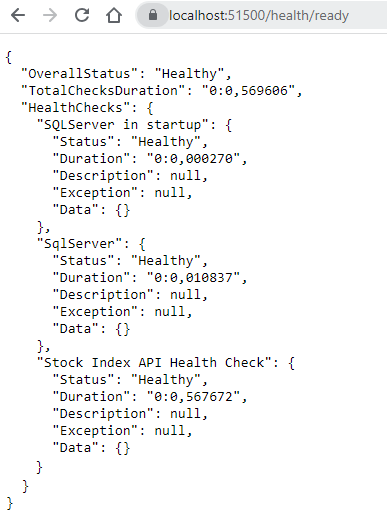 localhost:51500/health/ready
{
  "OverallStatus": "Healthy",
  "TotalChecksDuration": "0:0,569606",
  "HealthChecks": {
    "SQLServer in startup": {
      "Status": "Healthy",
      "Duration": "0:0,000270",
      "Description": null,
      "Exception": null,
      "Data": {}
    },
    "SqlServer": {
      "Status": "Healthy",
      "Duration": "0:0,010837",
      "Description": null,
      "Exception": null,
      "Data": {}
    },
    "Stock Index API Health Check": {
      "Status": "Healthy",
      "Duration": "0:0,567672",
      "Description": null,
      "Exception": null,
      "Data": {}
    }
  }
}